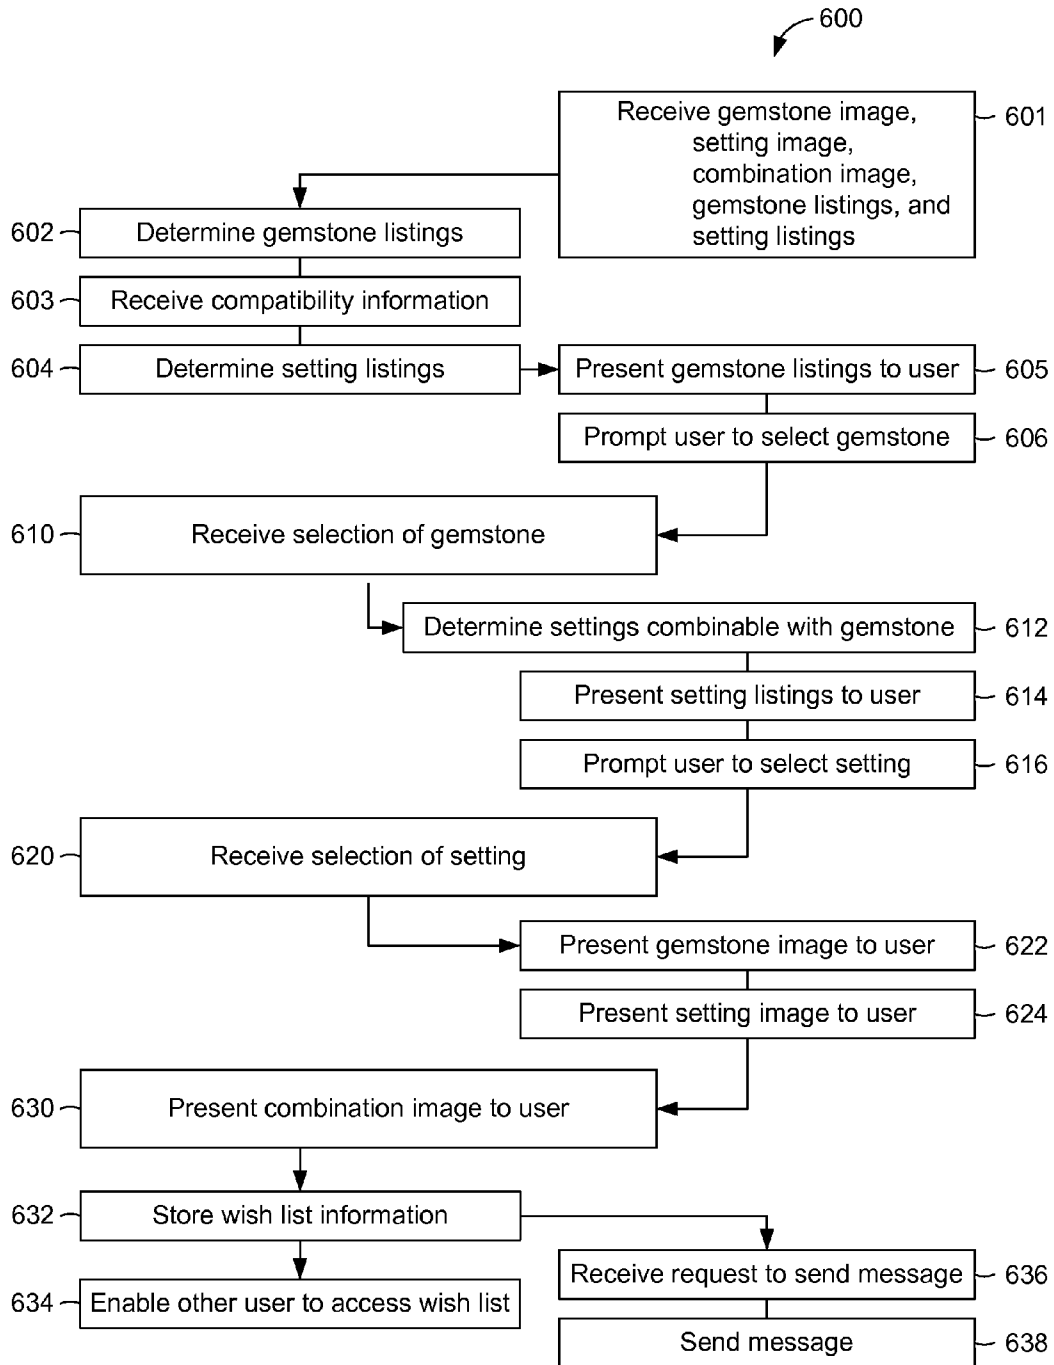 600
Receive gemstone image,
setting image,
combination image,
gemstone listings, and
setting listings
601
602
Determine gemstone listings
603
Receive compatibility information
604
Determine setting listings
Present gemstone listings to user
605
Prompt user to select gemstone
606
610
Receive selection of gemstone
Determine settings combinable with gemstone
612
Present setting listings to user
614
Prompt user to select setting
616
620
Receive selection of setting
Present gemstone image to user
622
Present setting image to user
624
630
Present combination image to user
632
Store wish list information
Receive request to send message
636
634
Enable other user to access wish list
Send message
638